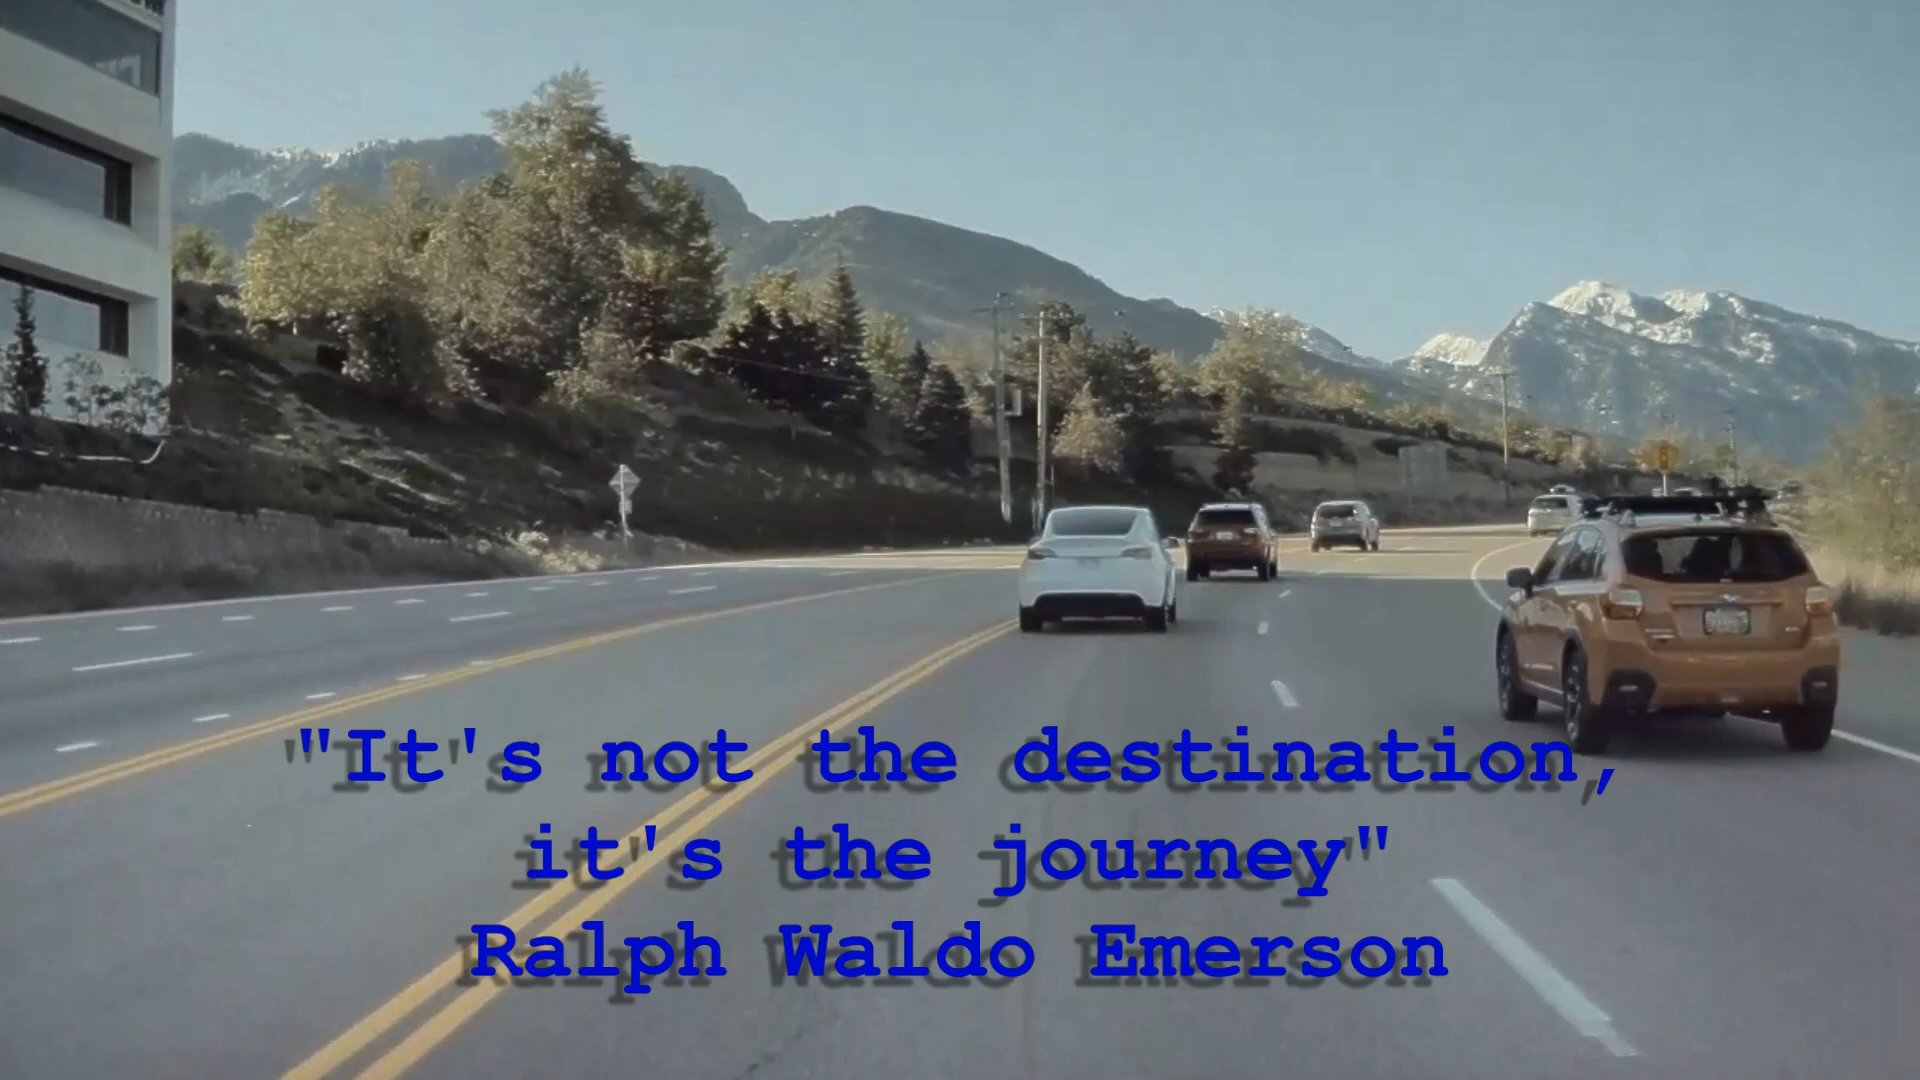 "It's not the destination,
it's the journey"
Ralph Waldo Emerson